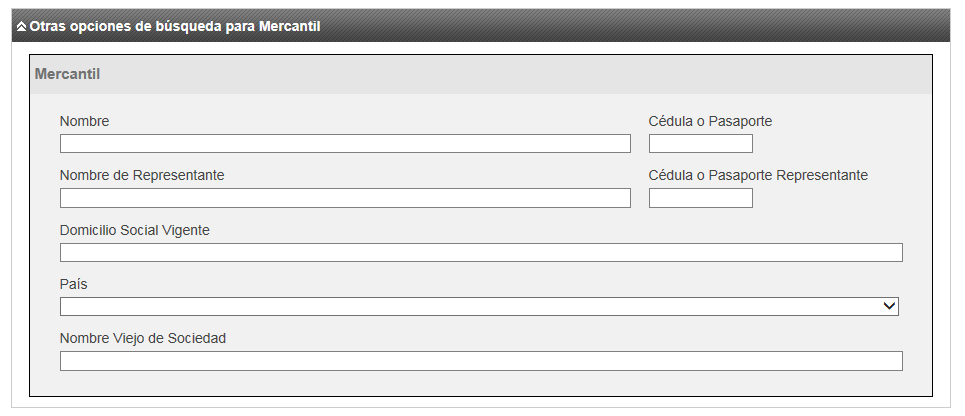 Otras opciones de búsqueda para Mercantil
Mercantil
Nombre
Cédula o Pasaporte
Nombre de Representante
Cédula o Pasaporte Representante
Domicilio Social Vigente
País
Nombre Viejo de Sociedad